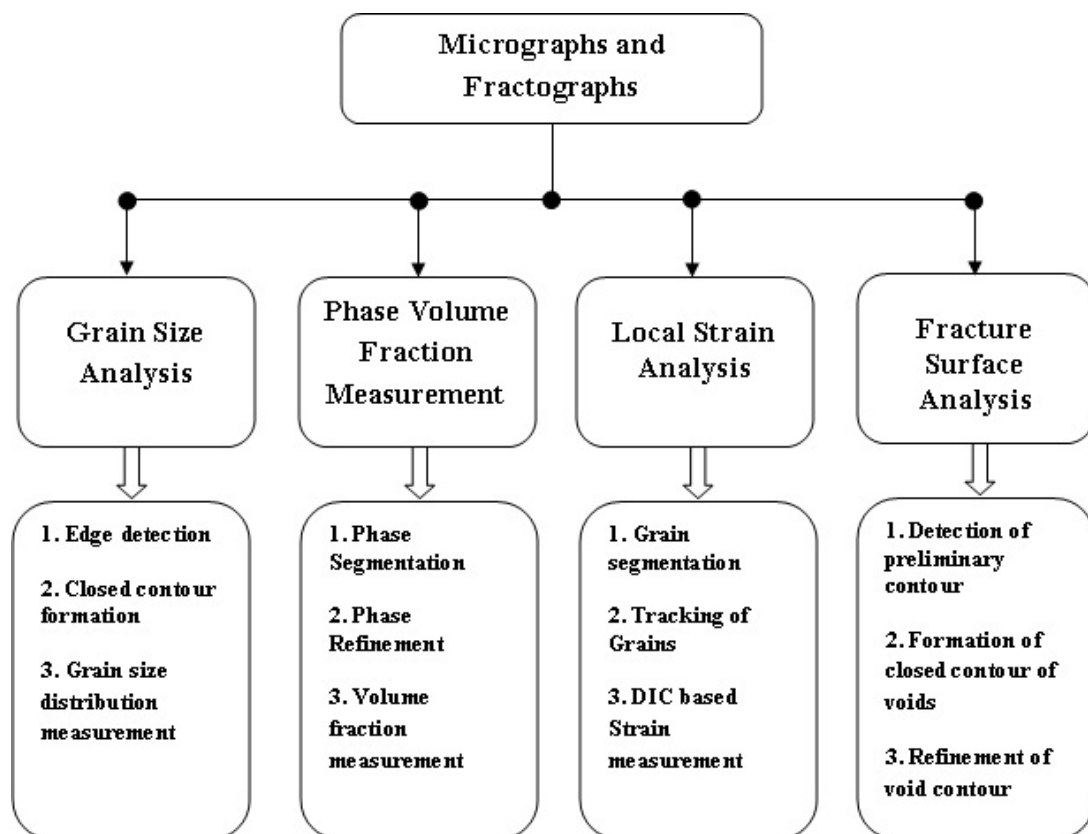 Micrographs and
Fractographs
Grain Size
Analysis
Phase Volume
Fraction
Measurement
Local Strain
Analysis
Fracture
Surface
Analysis
1. Edge detection
2. Closed contour
formation
3. Grain size
distribution
measurement
1. Phase
Segmentation
2. Phase
Refinement
3. Volume
fraction
measurement
1. Grain
segmentation
2. Tracking of
Grains
3. DIC based
Strain
measurement
1. Detection of
preliminary
contour
2. Formation of
closed contour of
voids
3. Refinement of
void contour